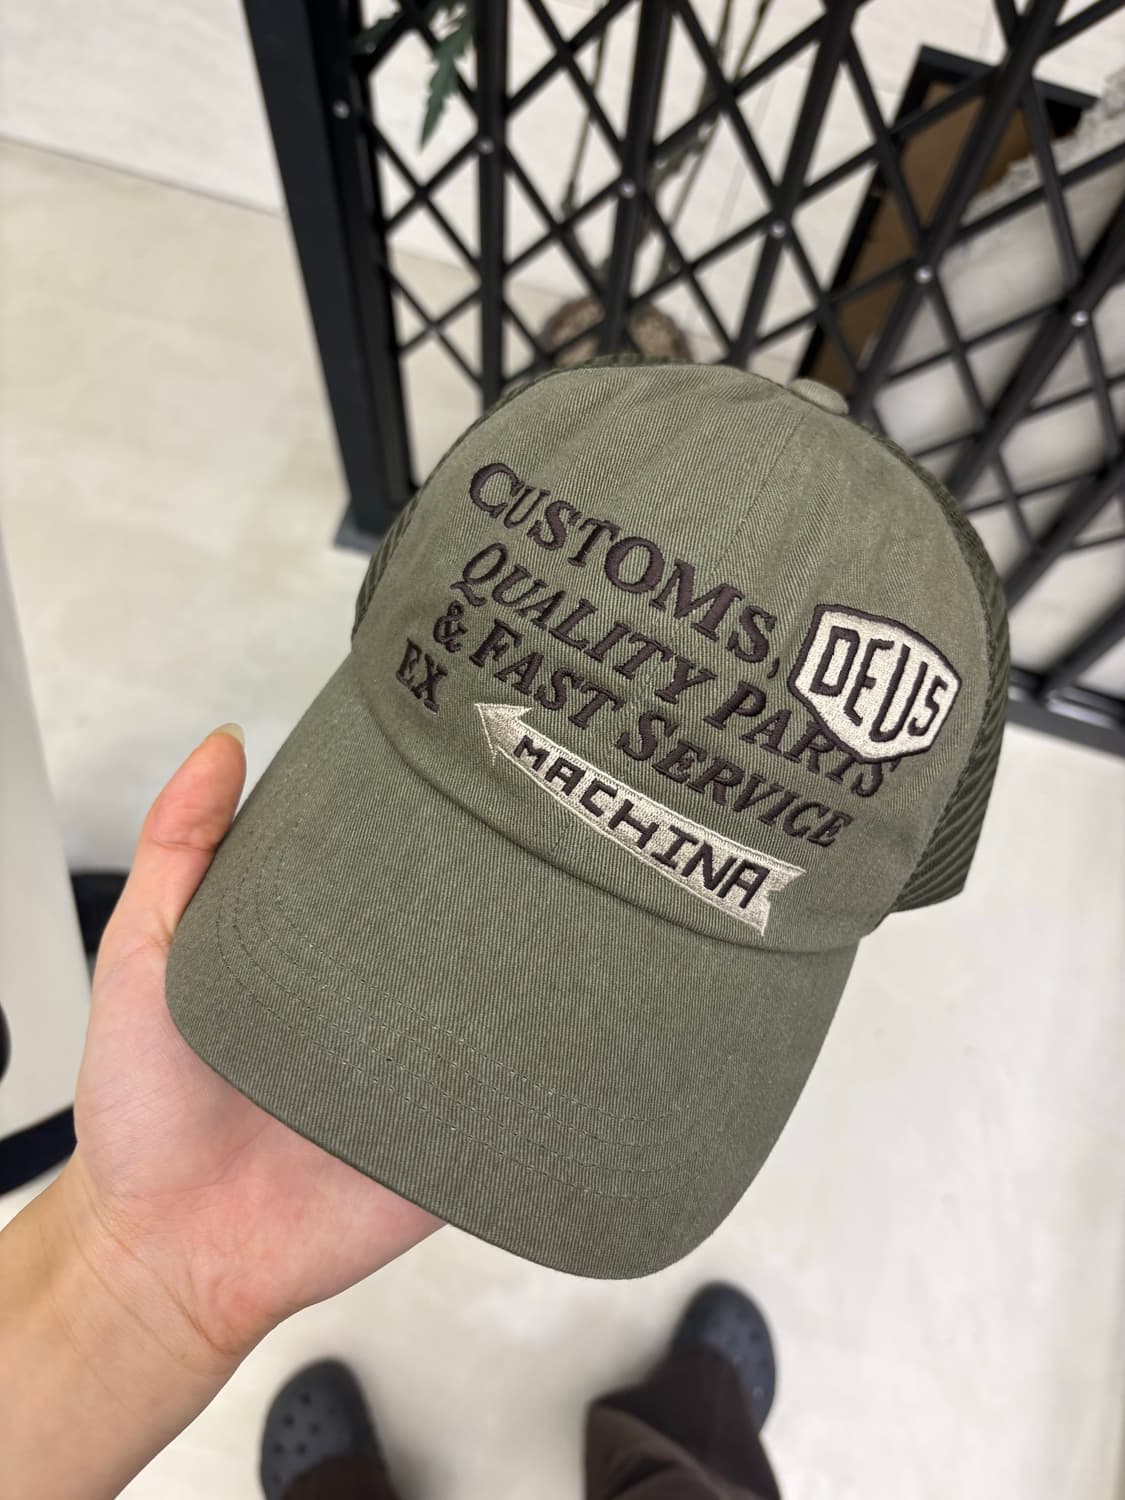 CUSTOMS,
QUALITY PARTS
DEUS
& FAST SERVICE
EX
MACHINA